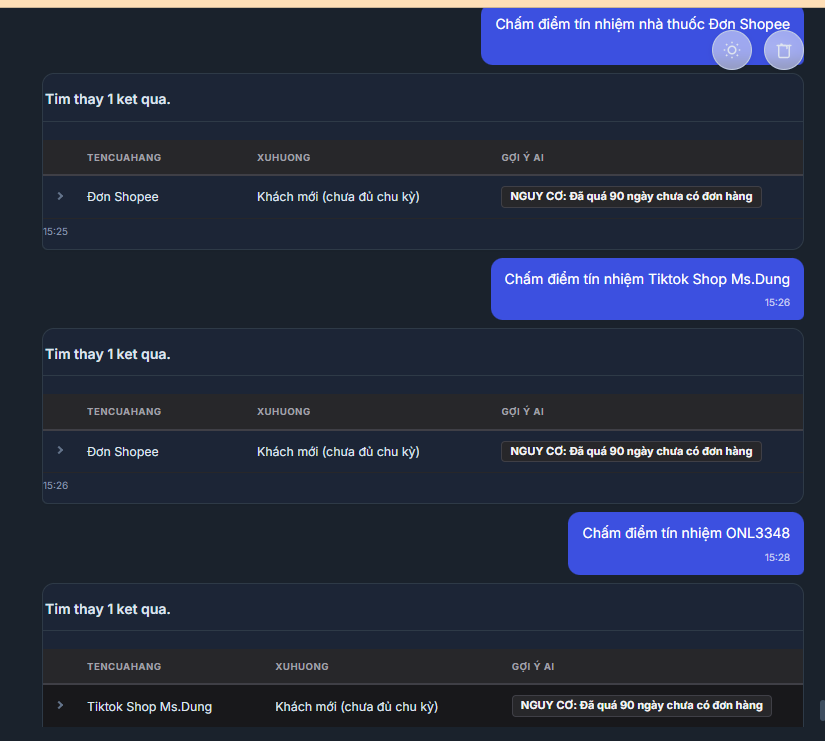 Chấm điểm tín nhiệm nhà thuốc Đơn Shopee
Tim thay 1 ket qua.
TENCUAHANG XUHUONG GỢI Ý AI
Đơn Shopee Khách mới (chưa đủ chu kỳ) NGUY CƠ: Đã quá 90 ngày chưa có đơn hàng
15:25
Chấm điểm tín nhiệm Tiktok Shop Ms.Dung
15:26
Tim thay 1 ket qua.
TENCUAHANG XUHUONG GỢI Ý AI
Đơn Shopee Khách mới (chưa đủ chu kỳ) NGUY CƠ: Đã quá 90 ngày chưa có đơn hàng
15:26
Chấm điểm tín nhiệm ONL3348
15:28
Tim thay 1 ket qua.
TENCUAHANG XUHUONG GỢI Ý AI
Tiktok Shop Ms.Dung Khách mới (chưa đủ chu kỳ) NGUY CƠ: Đã quá 90 ngày chưa có đơn hàng